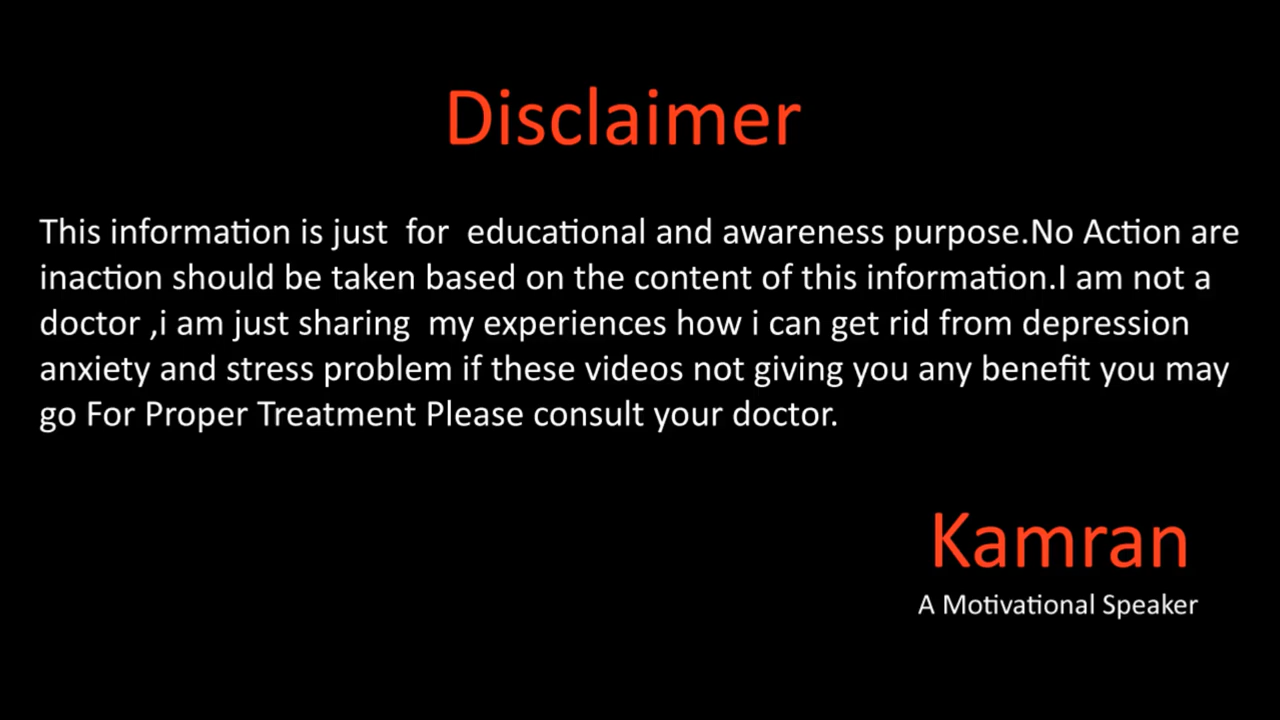 Disclaimer
This information is just  for  educational and awareness purpose.No Action are
inaction should be taken based on the content of this information.I am not a
doctor ,i am just sharing  my experiences how i can get rid from depression
anxiety and stress problem if these videos not giving you any benefit you may
go For Proper Treatment Please consult your doctor.
Kamran
A Motivational Speaker